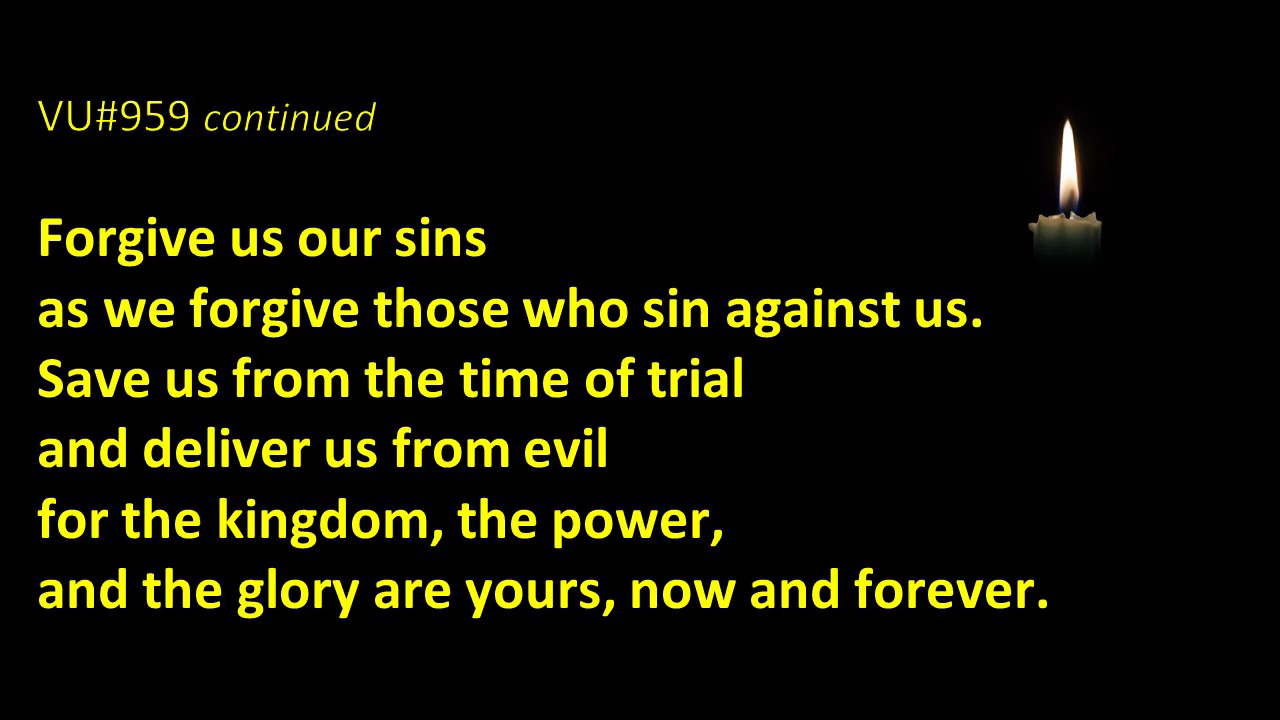 VU#959 continued
Forgive us our sins
as we forgive those who sin against us.
Save us from the time of trial
and deliver us from evil
for the kingdom, the power,
and the glory are yours, now and forever.